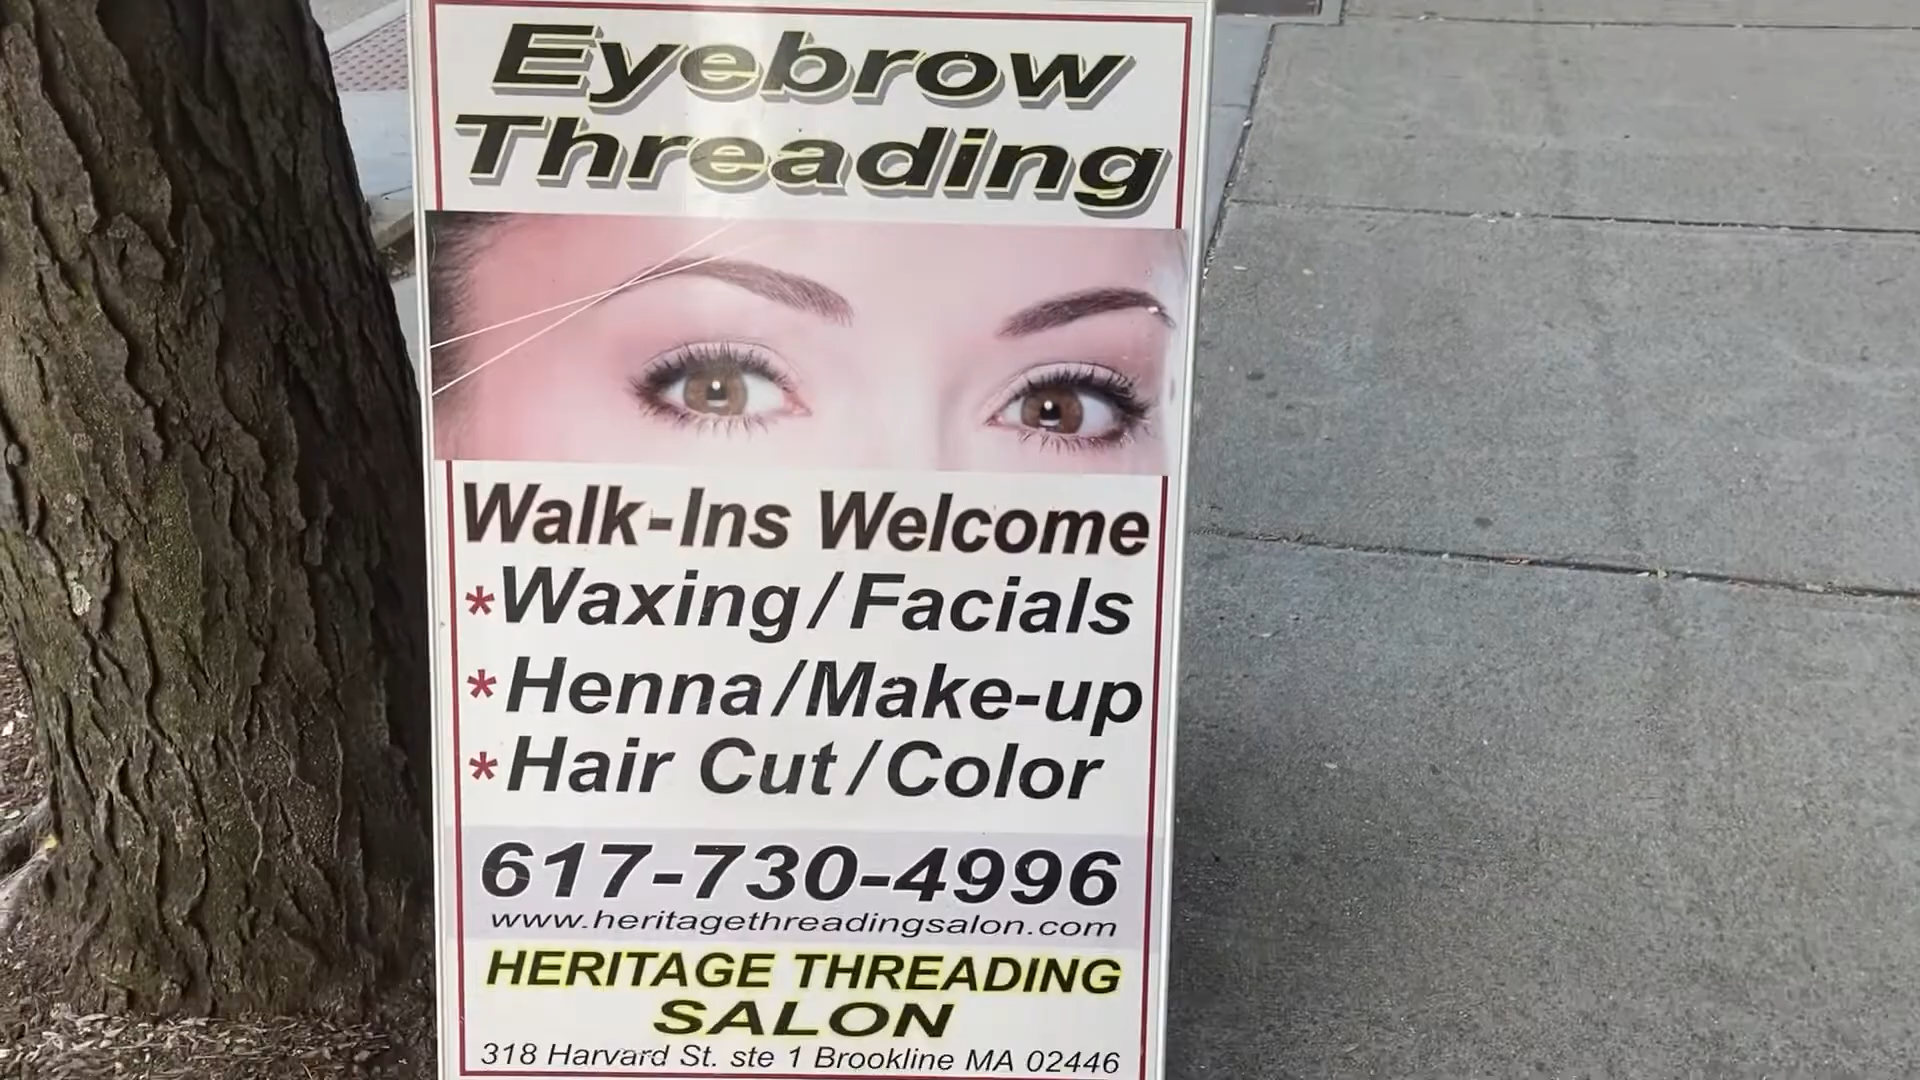 Eyebrow
Threading
Walk-Ins Welcome
*Waxing/Facials
*Henna/Make-up
*Hair Cut/Color
617-730-4996
www.heritagethreadingsalon.com
HERITAGE THREADING
SALON
318 Harvard St. ste 1 Brookline MA 02446